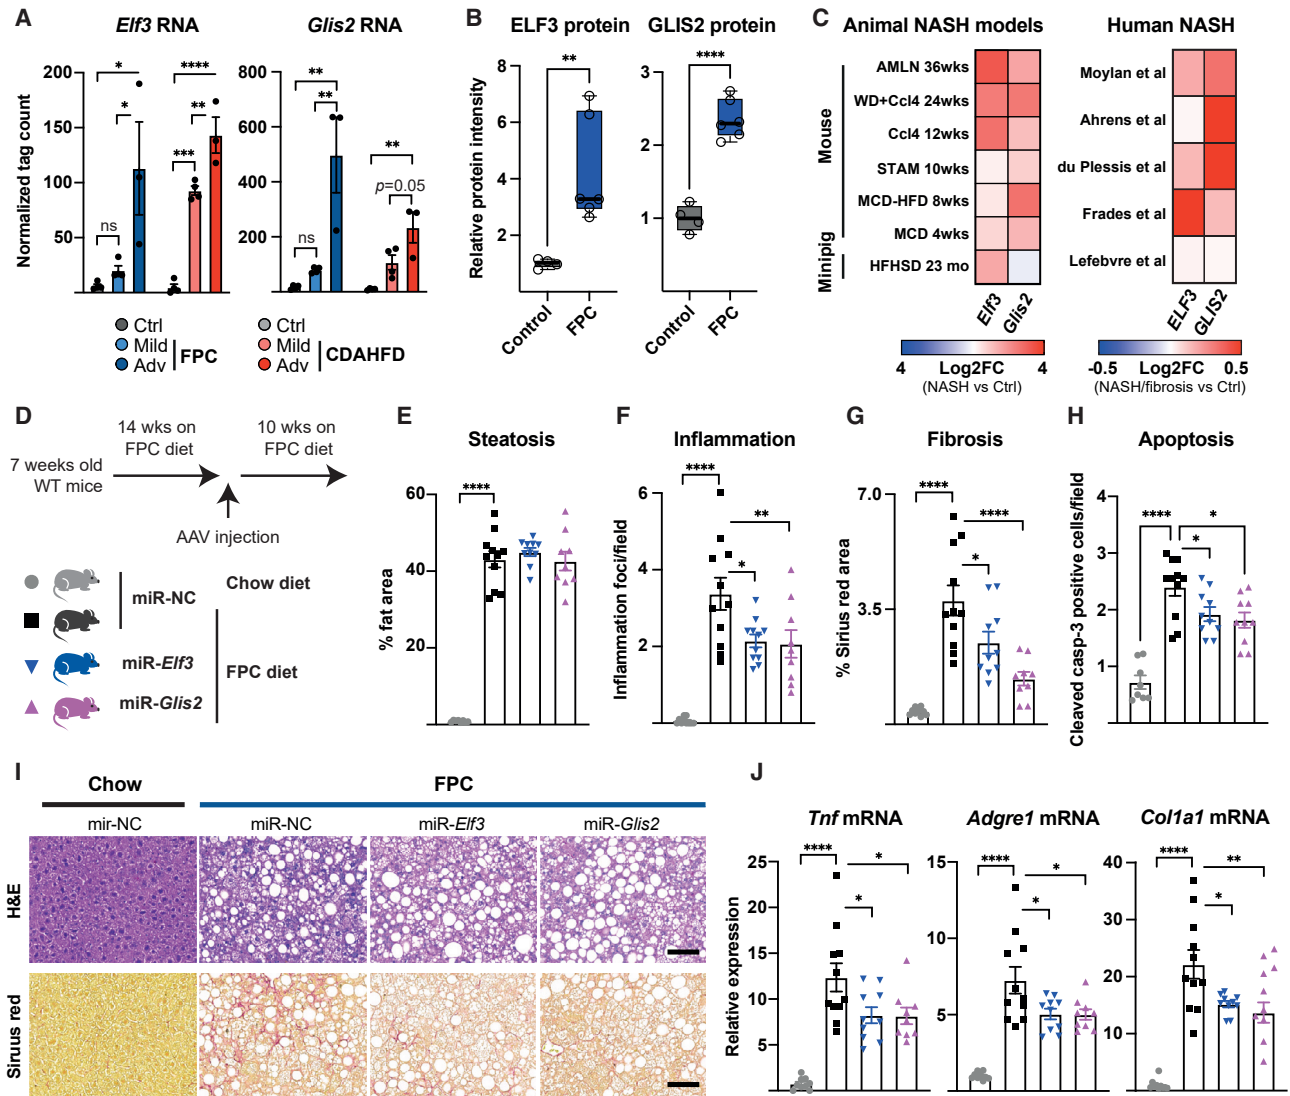 A
Elf3 RNA
Glis2 RNA
Normalized tag count
200
150
100
50
*
*
ns
****
**
***
800
600
400
200
**
**
ns
**
p=0.05
Ctrl
Mild
Adv
FPC
Ctrl
Mild
Adv
CDAHFD
B
ELF3 protein
GLIS2 protein
Relative protein intensity
8
6
4
2
**
Control
FPC
3
2
1
****
Control
FPC
C
Animal NASH models
Human NASH
Mouse
Minipig
AMLN 36wks
WD+Ccl4 24wks
Ccl4 12wks
STAM 10wks
MCD-HFD 8wks
MCD 4wks
HFHSD 23 mo
Elf3
Glis2
Moylan et al
Ahrens et al
du Plessis et al
Frades et al
Lefebvre et al
ELF3
GLIS2
4 Log2FC 4
(NASH vs Ctrl)
-0.5 Log2FC 0.5
(NASH/fibrosis vs Ctrl)
D
14 wks on
FPC diet
10 wks on
FPC diet
7 weeks old
WT mice
AAV injection
miR-NC
Chow diet
miR-Elf3
FPC diet
miR-Glis2
E
Steatosis
% fat area
60
40
20
****
F
Inflammation
Inflammation foci/field
6
4
2
****
**
*
G
Fibrosis
% Sirius red area
7.0
3.5
****
****
*
H
Apoptosis
Cleaved casp-3 positive cells/field
4
3
2
1
****
*
*
I
Chow
FPC
mir-NC
miR-NC
miR-Elf3
miR-Glis2
H&E
Siruus red
J
Tnf mRNA
Adgre1 mRNA
Col1a1 mRNA
Relative expression
25
20
15
10
5
****
*
*
15
10
5
****
*
*
40
30
20
10
****
**
*